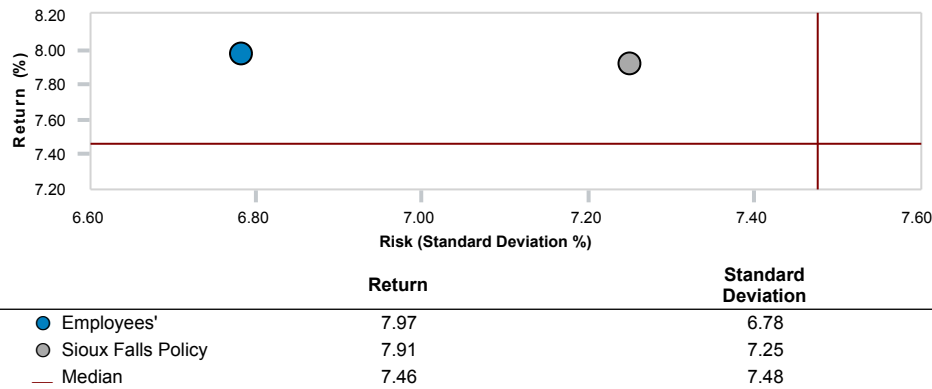 8.20
8.00
7.80
7.60
7.40
7.20
Return (%)
6.60 6.80 7.00 7.20 7.40 7.60
Risk (Standard Deviation %)
Return Standard Deviation
Employees' 7.97 6.78
Sioux Falls Policy 7.91 7.25
Median 7.46 7.48